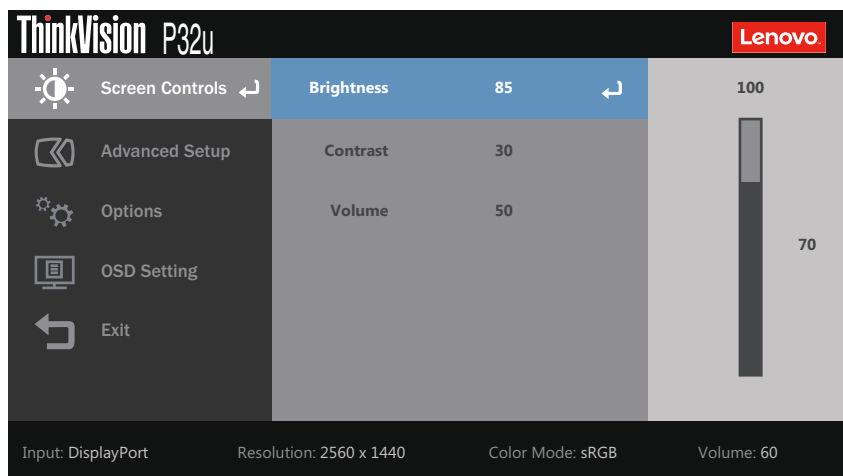 ThinkVision P32u
Lenovo.
Screen Controls Brightness 85 100
Advanced Setup Contrast 30
Options Volume 50
70
OSD Setting
Exit
Input: DisplayPort Resolution: 2560 x 1440 Color Mode: sRGB Volume: 60